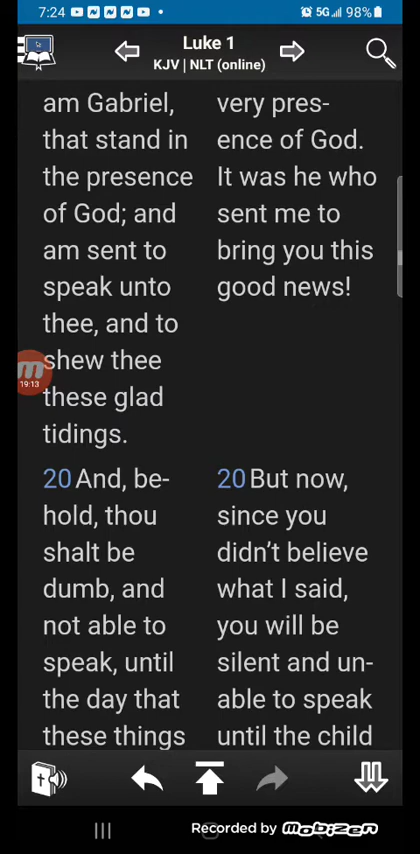 7:24
5G 98%
Luke 1
KJV | NLT (online)
am Gabriel,
that stand in
the presence
of God; and
am sent to
speak unto
thee, and to
shew thee
these glad
tidings.
20 And, be-
hold, thou
shalt be
dumb, and
not able to
speak, until
the day that
these things
very pres-
ence of God.
It was he who
sent me to
bring you this
good news!
20 But now,
since you
didn't believe
what I said,
you will be
silent and un-
able to speak
until the child
19:13
Recorded by mobizen